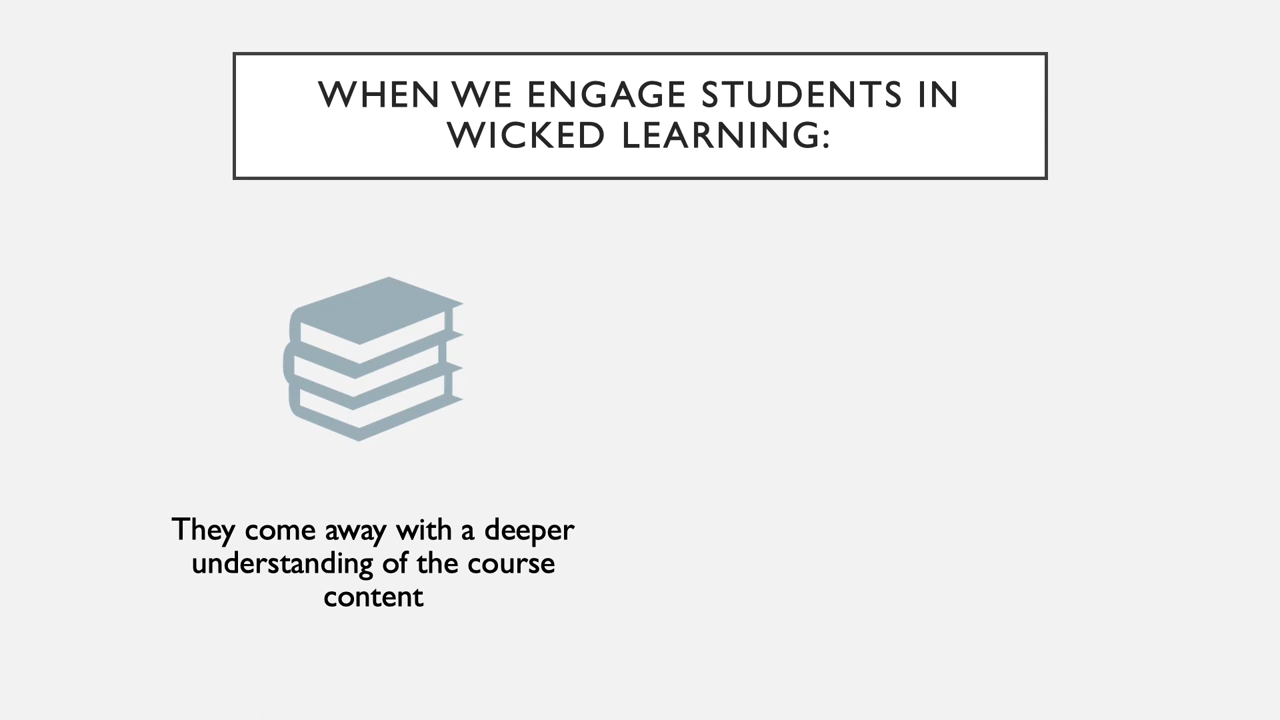 WHEN WE ENGAGE STUDENTS IN
WICKED LEARNING:
They come away with a deeper
understanding of the course
content